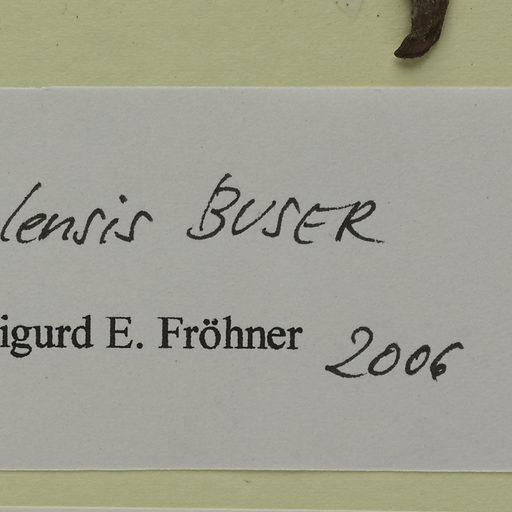 lensis BUSER
igurd E. Fröhner 2006